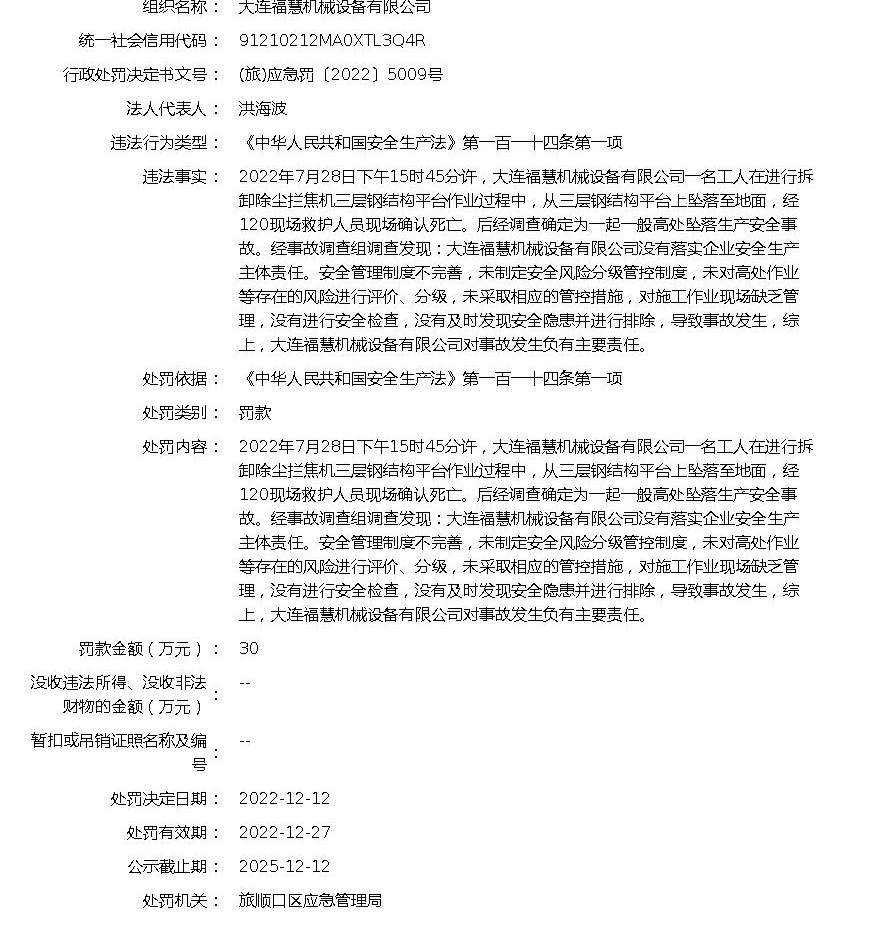 组织名称： 大连福慧机械设备有限公司
统一社会信用代码： 91210212MA0XTL3Q4R
行政处罚决定书文号： (旅)应急罚〔2022〕5009号
法人代表人： 洪海波
违法行为类型： 《中华人民共和国安全生产法》第一百一十四条第一项
违法事实： 2022年7月28日下午15时45分许，大连福慧机械设备有限公司一名工人在进行拆
卸除尘拦焦机三层钢结构平台作业过程中，从三层钢结构平台上坠落至地面，经
120现场救护人员现场确认死亡。后经调查确定为一起一般高处坠落生产安全事
故。经事故调查组调查发现：大连福慧机械设备有限公司没有落实企业安全生产
主体责任。安全管理制度不完善，未制定安全风险分级管控制度，未对高处作业
等存在的风险进行评价、分级，未采取相应的管控措施，对施工作业现场缺乏管
理，没有进行安全检查，没有及时发现安全隐患并进行排除，导致事故发生，综
上，大连福慧机械设备有限公司对事故发生负有主要责任。
处罚依据： 《中华人民共和国安全生产法》第一百一十四条第一项
处罚类别： 罚款
处罚内容： 2022年7月28日下午15时45分许，大连福慧机械设备有限公司一名工人在进行拆
卸除尘拦焦机三层钢结构平台作业过程中，从三层钢结构平台上坠落至地面，经
120现场救护人员现场确认死亡。后经调查确定为一起一般高处坠落生产安全事
故。经事故调查组调查发现：大连福慧机械设备有限公司没有落实企业安全生产
主体责任。安全管理制度不完善，未制定安全风险分级管控制度，未对高处作业
等存在的风险进行评价、分级，未采取相应的管控措施，对施工作业现场缺乏管
理，没有进行安全检查，没有及时发现安全隐患并进行排除，导致事故发生，综
上，大连福慧机械设备有限公司对事故发生负有主要责任。
罚款金额（万元）： 30
没收违法所得、没收非法
财物的金额（万元）： --
暂扣或吊销证照名称及编
号： --
处罚决定日期： 2022-12-12
处罚有效期： 2022-12-27
公示截止期： 2025-12-12
处罚机关： 旅顺口区应急管理局